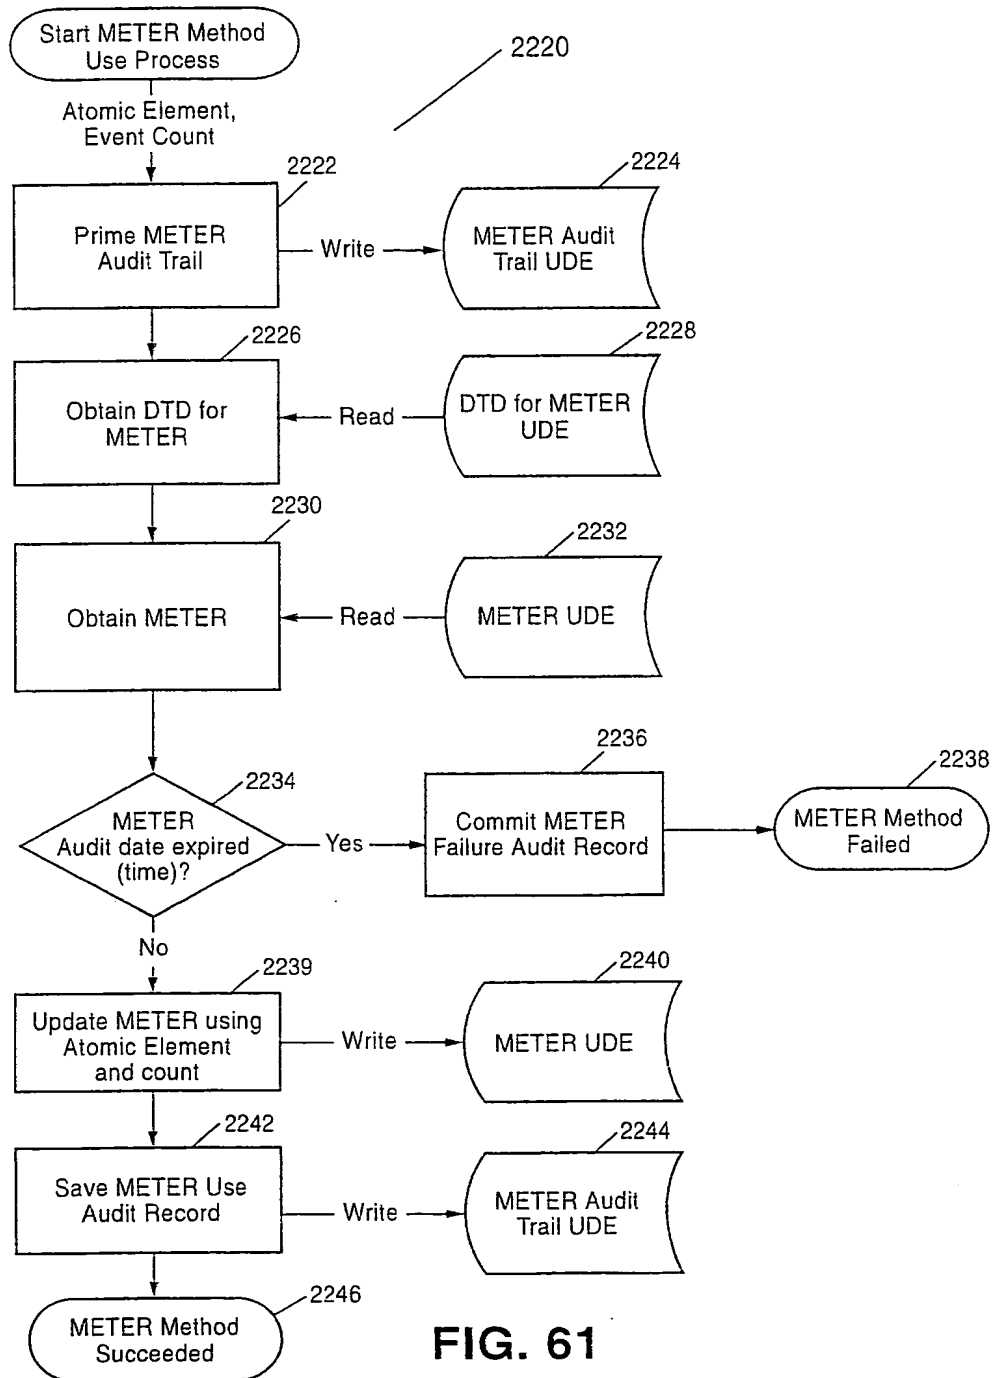 Start METER Method
Use Process
2220
Atomic Element,
Event Count
2222
2224
Prime METER
Audit Trail
Write
METER Audit
Trail UDE
2226
2228
Obtain DTD for
METER
Read
DTD for METER
UDE
2230
2232
Obtain METER
Read
METER UDE
2234
2236
2238
METER
Audit date expired
(time)?
Yes
Commit METER
Failure Audit Record
METER Method
Failed
No
2239
2240
Update METER using
Atomic Element
and count
Write
METER UDE
2242
2244
Save METER Use
Audit Record
Write
METER Audit
Trail UDE
2246
METER Method
Succeeded
FIG. 61